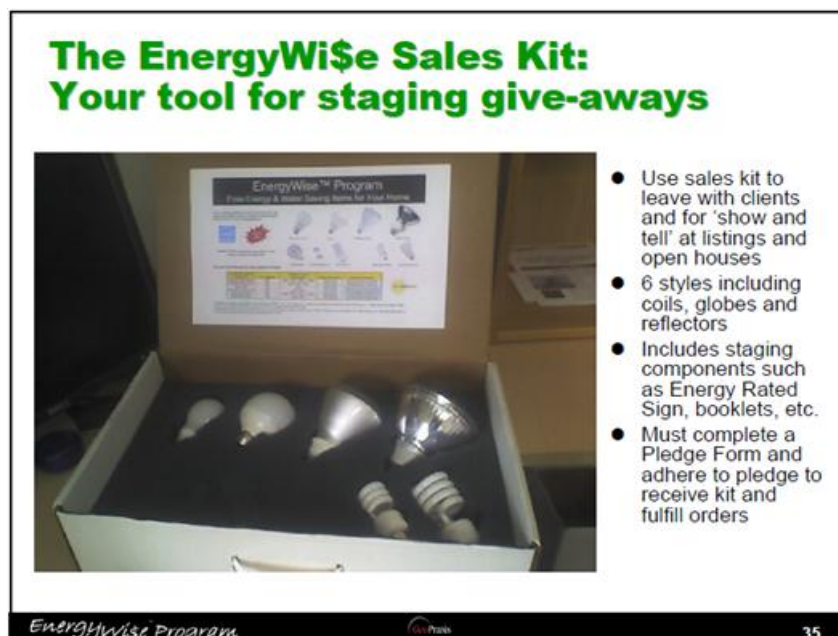 The EnergyWi$e Sales Kit:
Your tool for staging give-aways
EnergyWise™ Program
Free Energy & Water Saving Items for Your Home
● Use sales kit to
leave with clients
and for ‘show and
tell’ at listings and
open houses
● 6 styles including
coils, globes and
reflectors
● Includes staging
components such
as Energy Rated
Sign, booklets, etc.
● Must complete a
Pledge Form and
adhere to pledge to
receive kit and
fulfill orders
EnergyWise Program
GeoPraxis
35